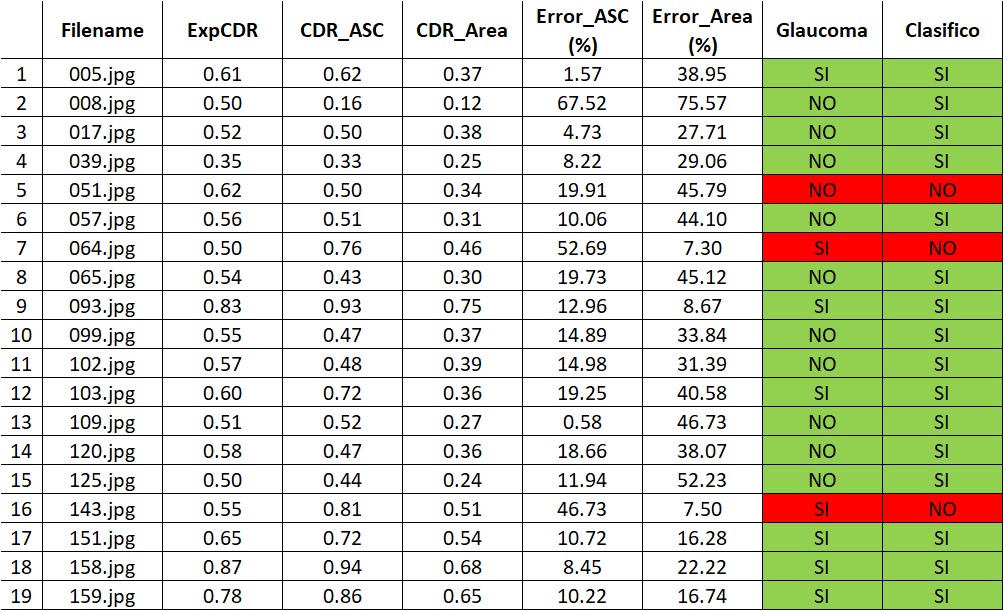 Filename ExpCDR CDR_ASC CDR_Area Error_ASC (%) Error_Area (%) Glaucoma Clasifico
1 005.jpg 0.61 0.62 0.37 1.57 38.95 SI SI
2 008.jpg 0.50 0.16 0.12 67.52 75.57 NO SI
3 017.jpg 0.52 0.50 0.38 4.73 27.71 NO SI
4 039.jpg 0.35 0.33 0.25 8.22 29.06 NO SI
5 051.jpg 0.62 0.50 0.34 19.91 45.79 NO NO
6 057.jpg 0.56 0.51 0.31 10.06 44.10 NO SI
7 064.jpg 0.50 0.76 0.46 52.69 7.30 SI NO
8 065.jpg 0.54 0.43 0.30 19.73 45.12 NO SI
9 093.jpg 0.83 0.93 0.75 12.96 8.67 SI SI
10 099.jpg 0.55 0.47 0.37 14.89 33.84 NO SI
11 102.jpg 0.57 0.48 0.39 14.98 31.39 NO SI
12 103.jpg 0.60 0.72 0.36 19.25 40.58 SI SI
13 109.jpg 0.51 0.52 0.27 0.58 46.73 NO SI
14 120.jpg 0.58 0.47 0.36 18.66 38.07 NO SI
15 125.jpg 0.50 0.44 0.24 11.94 52.23 NO SI
16 143.jpg 0.55 0.81 0.51 46.73 7.50 SI NO
17 151.jpg 0.65 0.72 0.54 10.72 16.28 SI SI
18 158.jpg 0.87 0.94 0.68 8.45 22.22 SI SI
19 159.jpg 0.78 0.86 0.65 10.22 16.74 SI SI